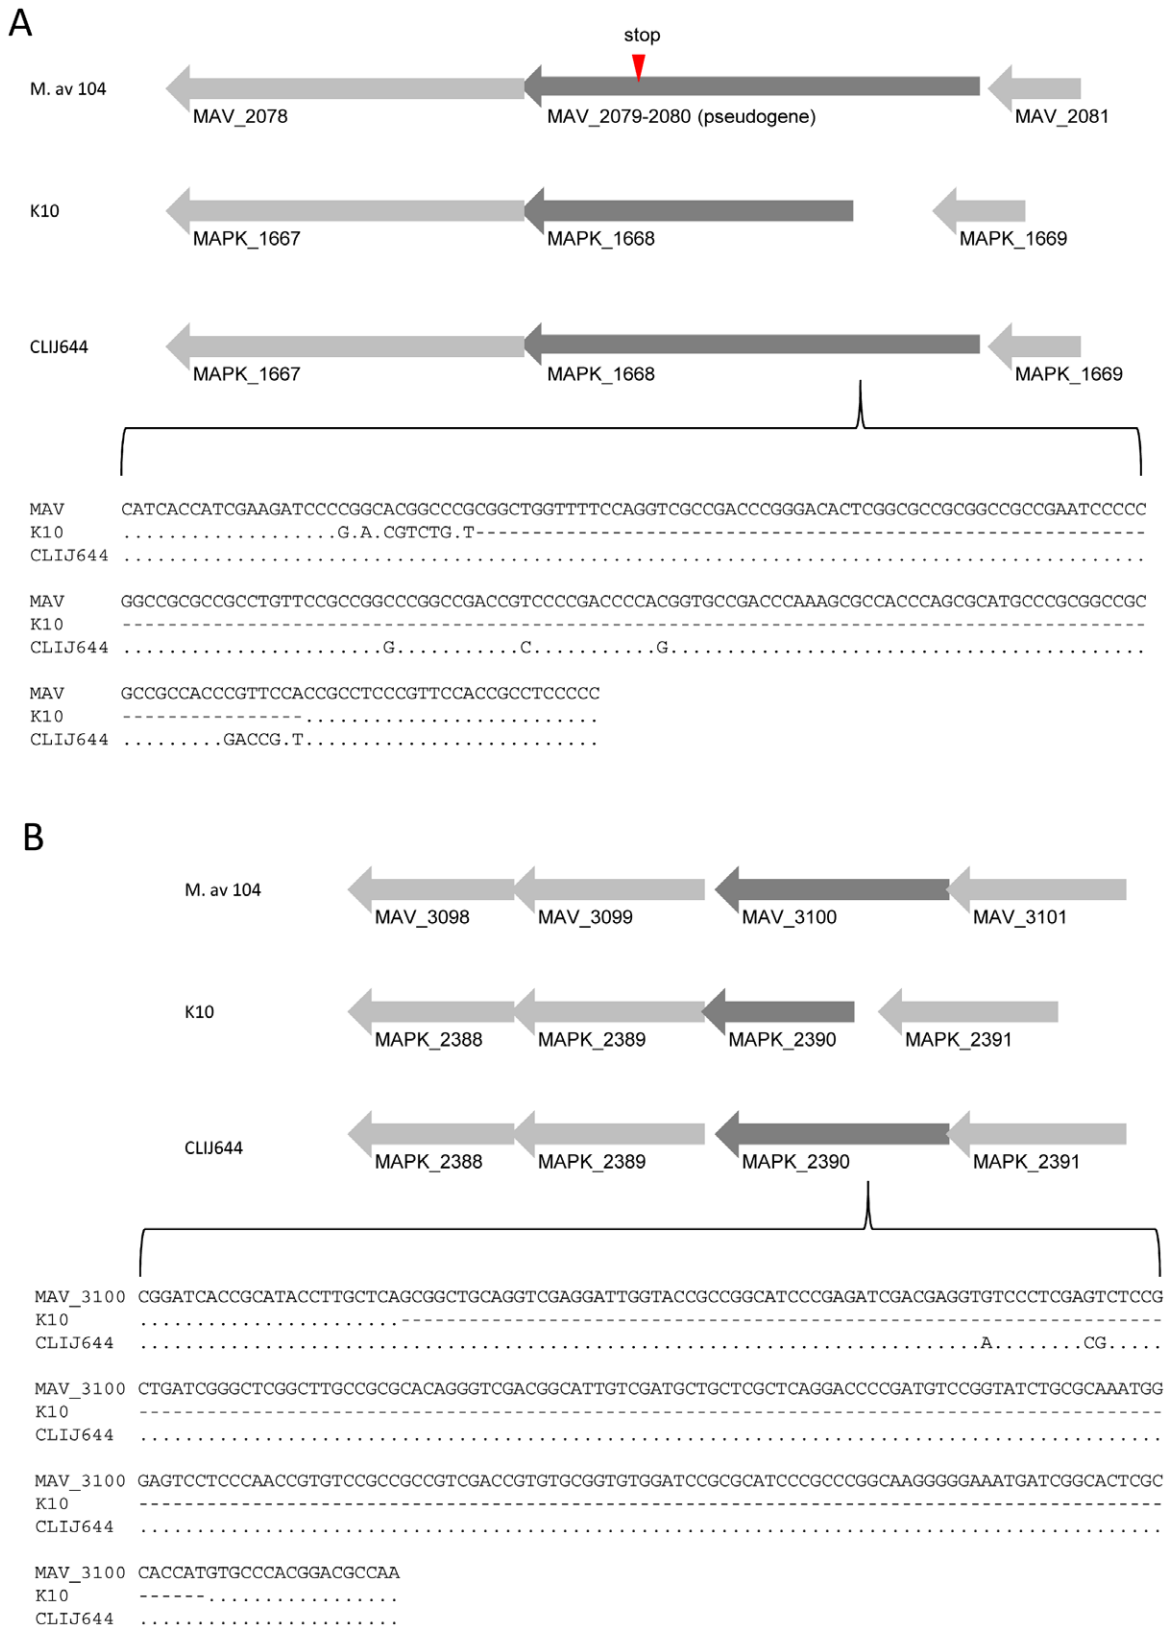 A
stop
M. av 104
MAV_2078 MAV_2079-2080 (pseudogene) MAV_2081
K10
MAPK_1667 MAPK_1668 MAPK_1669
CLIJ644
MAPK_1667 MAPK_1668 MAPK_1669
MAV CATCACCATCGAAGATCCCCGGCACGGCCCGCGGCTGGTTTTCCAGGTCGCCGACCCGGGACACTCGGCGCCGCGGCCGCCGAATCCCCC
K10 ...................G.A.CGTCTG.T-----------------------------------------------------------
CLIJ644 ..........................................................................................
MAV GGCCGCGCCGCCTGTTCCGCCGGCCCGGCCGACCGTCCCCGACCCCACGGTGCCGACCCAAAGCGCCACCCAGCGCATGCCCGCGGCCGC
K10 ------------------------------------------------------------------------------------------
CLIJ644 .......................G...........C...........G..........................................
MAV GCCGCCACCCGTTCCACCGCCTCCCGTTCCACCGCCTCCCCC
K10 ----------------..........................
CLIJ644 .........GACCG.T..........................
B
M. av 104
MAV_3098 MAV_3099 MAV_3100 MAV_3101
K10
MAPK_2388 MAPK_2389 MAPK_2390 MAPK_2391
CLIJ644
MAPK_2388 MAPK_2389 MAPK_2390 MAPK_2391
MAV_3100 CGGATCACCGCATACCTTGCTCAGCGGCTGCAGGTCGAGGATTGGTACCGCCGGCATCCCGAGATCGACGAGGTGTCCCTCGAGTCTCCG
K10 .......................-------------------------------------------------------------------
CLIJ644 ..........................................................................A........CG.....
MAV_3100 CTGATCGGGCTCGGCTTGCCGCGCACAGGGTCGACGGCATTGTCGATGCTGCTCGCTCAGGACCCCGATGTCCGGTATCTGCGCAAATGG
K10 ------------------------------------------------------------------------------------------
CLIJ644 ..........................................................................................
MAV_3100 GAGTCCTCCCAACCGTGTCCGCCGCCGTCGACCGTGTGCGGTGTGGATCCGCGCATCCCGCCCGGCAAGGGGGAAATGATCGGCACTCGC
K10 ------------------------------------------------------------------------------------------
CLIJ644 ..........................................................................................
MAV_3100 CACCATGTGCCCACGGACGCCAA
K10 ------.................
CLIJ644 .......................